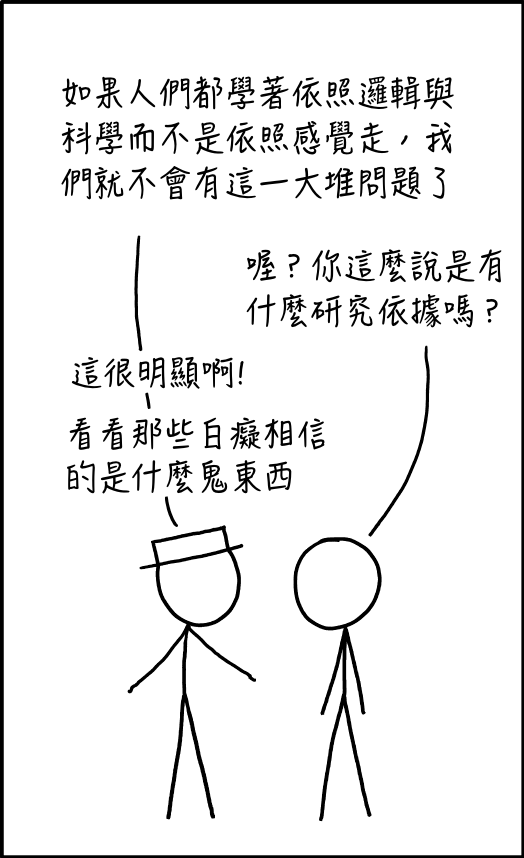 如果人們都學著依照邏輯與
科學而不是依照感覺走，我
們就不會有這一大堆問題了
喔？你這麼說是有
什麼研究依據嗎？
這很明顯啊!
看看那些白癡相信
的是什麼鬼東西